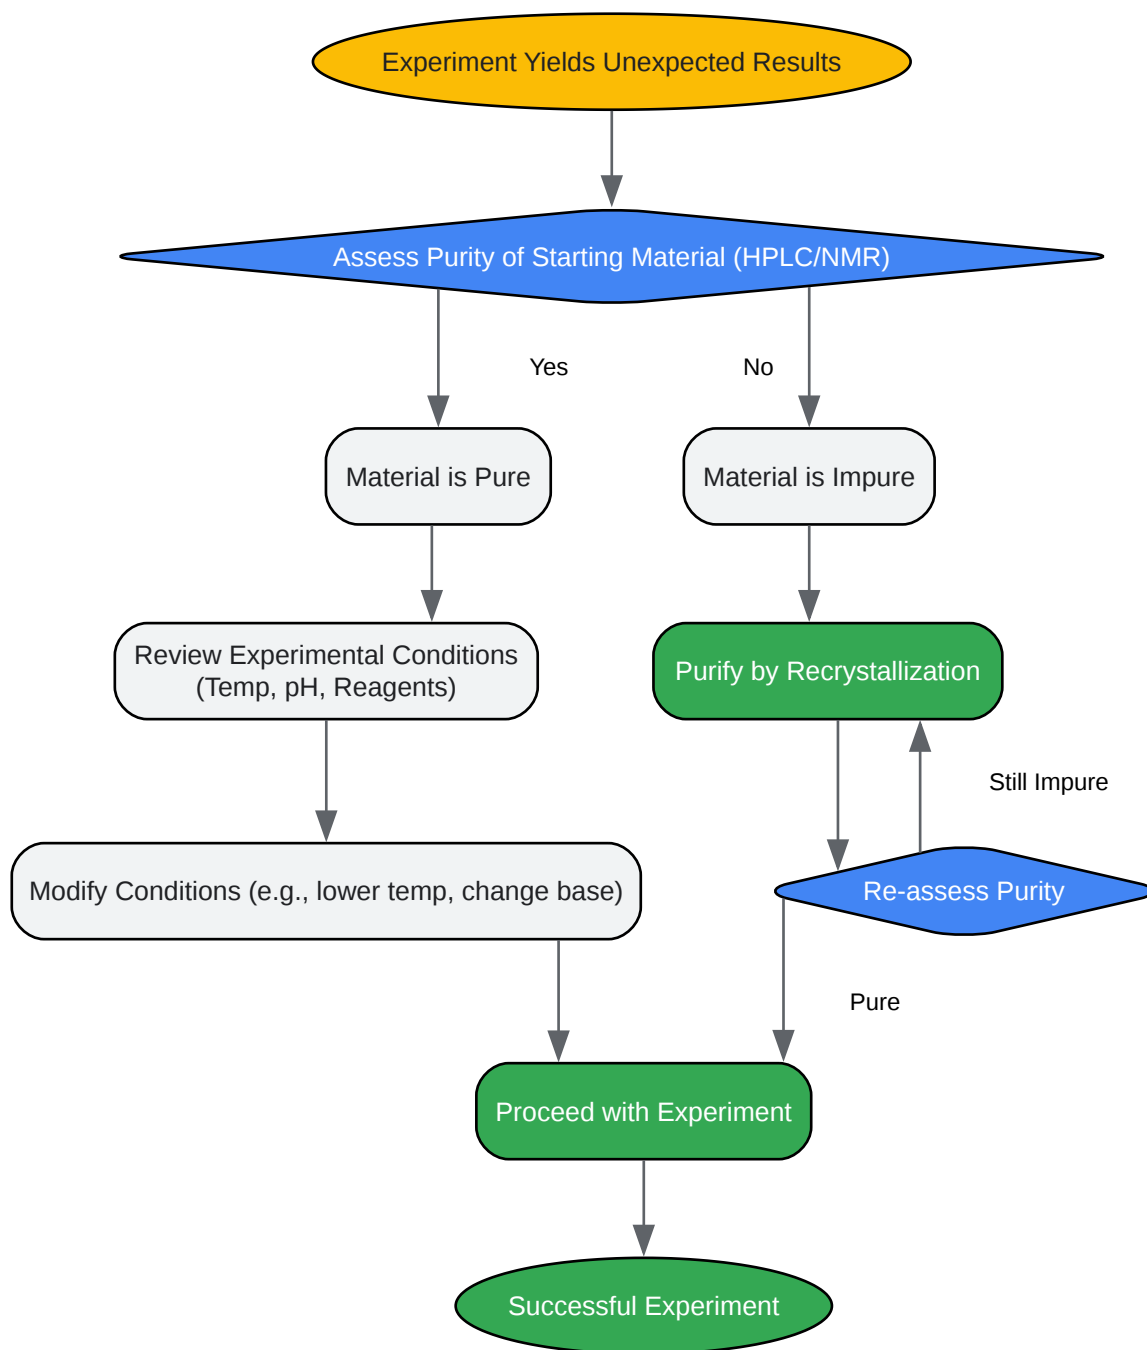 Experiment Yields Unexpected Results
Assess Purity of Starting Material (HPLC/NMR)
Yes
No
Material is Pure
Material is Impure
Review Experimental Conditions
(Temp, pH, Reagents)
Purify by Recrystallization
Still Impure
Modify Conditions (e.g., lower temp, change base)
Re-assess Purity
Pure
Proceed with Experiment
Successful Experiment